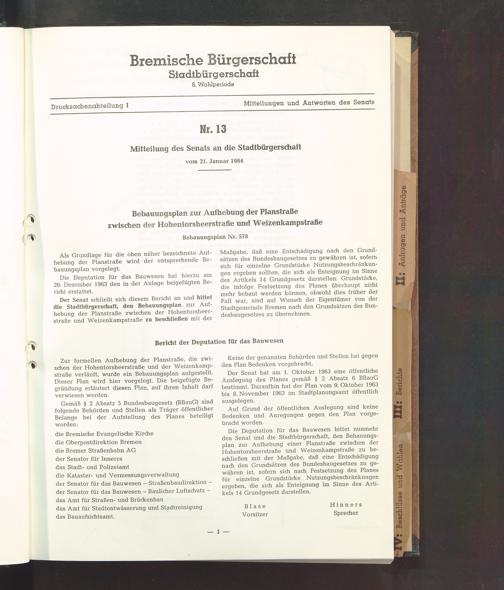 Bremische Bürgerschaft
Stadtbürgerschaft
6. Wahlperiode
Drucksachenabteilung I
Mitteilungen und Antworten des Senats
Nr. 13
Mitteilung des Senats an die Stadtbürgerschaft
vom 21. Januar 1964
Bebauungsplan zur Aufhebung der Planstraße
zwischen der Hohentorsheerstraße und Weizenkampstraße
Bebauungsplan Nr. 578
Als Grundlage für die oben näher bezeichnete Auf-
hebung der Planstraße wird der entsprechende Be-
bauungsplan vorgelegt.
Die Deputation für das Bauwesen hat hierzu am
20. Dezember 1963 den in der Anlage beigefügten Be-
richt erstattet.
Der Senat schließt sich diesem Bericht an und bittet
die Stadtbürgerschaft, den Bebauungsplan zur Auf-
hebung der Planstraße zwischen der Hohentorsheer-
straße und Weizenkampstraße zu beschließen mit der
Maßgabe, daß eine Entschädigung nach den Grund-
sätzen des Bundesbaugesetzes zu gewähren ist, sofern
sich für einzelne Grundstücke Nutzungsbeschränkun-
gen ergeben sollten, die sich als Enteignung im Sinne
des Artikels 14 Grundgesetz darstellen. Grundstücke,
die infolge Festsetzung des Planes überhaupt nicht
mehr bebaut werden können, obwohl dies früher der
Fall war, sind auf Wunsch der Eigentümer von der
Stadtgemeinde Bremen nach den Grundsätzen des Bun-
desbaugesetzes zu übernehmen.
Bericht der Deputation für das Bauwesen
Zur formellen Aufhebung der Planstraße, die zwi-
schen der Hohentorsheerstraße und der Weizenkamp-
straße verläuft, wurde ein Bebauungsplan aufgestellt.
Dieser Plan wird hier vorgelegt. Die beigefügte Be-
gründung erläutert diesen Plan, auf ihren Inhalt darf
verwiesen werden.
Gemäß § 2 Absatz 5 Bundesbaugesetz (BBauG) sind
folgende Behörden und Stellen als Träger öffentlicher
Belange bei der Aufstellung des Planes beteiligt
worden:
die Bremische Evangelische Kirche
die Oberpostdirektion Bremen
die Bremer Straßenbahn AG
der Senator für Inneres
das Stadt- und Polizeiamt
die Kataster- und Vermessungsverwaltung
der Senator für das Bauwesen – Straßenbaudirektion –
der Senator für das Bauwesen – Baulicher Luftschutz –
das Amt für Straßen- und Brückenbau
das Amt für Stadtentwässerung und Stadtreinigung
das Bauaufsichtsamt.
Keine der genannten Behörden und Stellen hat gegen
den Plan Bedenken vorgebracht.
Der Senat hat am 1. Oktober 1963 eine öffentliche
Auslegung des Planes gemäß § 2 Absatz 6 BBauG
bestimmt. Daraufhin hat der Plan vom 9. Oktober 1963
bis 8. November 1963 im Stadtplanungsamt öffentlich
ausgelegen.
Auf Grund der öffentlichen Auslegung sind keine
Bedenken und Anregungen gegen den Plan vorge-
bracht worden.
Die Deputation für das Bauwesen bittet nunmehr
den Senat und die Stadtbürgerschaft, den Bebauungs-
plan zur Aufhebung einer Planstraße zwischen der
Hohentorsheerstraße und Weizenkampstraße zu be-
schließen mit der Maßgabe, daß eine Entschädigung
nach den Grundsätzen des Bundesbaugesetzes zu ge-
währen ist, sofern sich nach Festsetzung des Planes
für einzelne Grundstücke Nutzungsbeschränkungen
ergeben, die sich als Enteignung im Sinne des Arti-
kels 14 Grundgesetz darstellen.
Blase
Vorsitzer
Hinners
Sprecher
— 1 —
II: Anfragen und Anträge
III: Berichte
IV: Beschlüsse und Wahlen